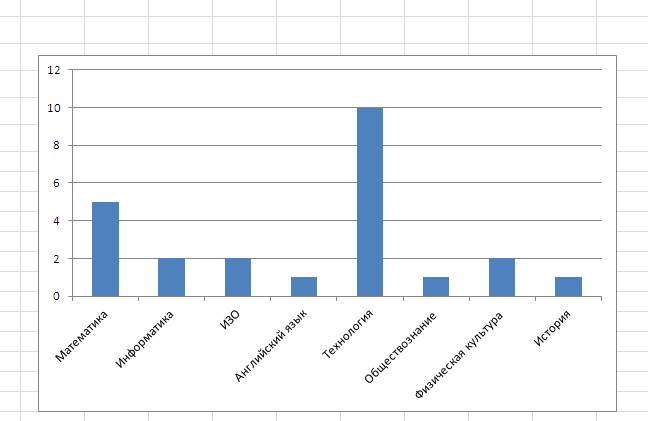 12
10
8
6
4
2
0
Математика
Информатика
ИЗО
Английский язык
Технология
Обществознание
Физическая культура
История